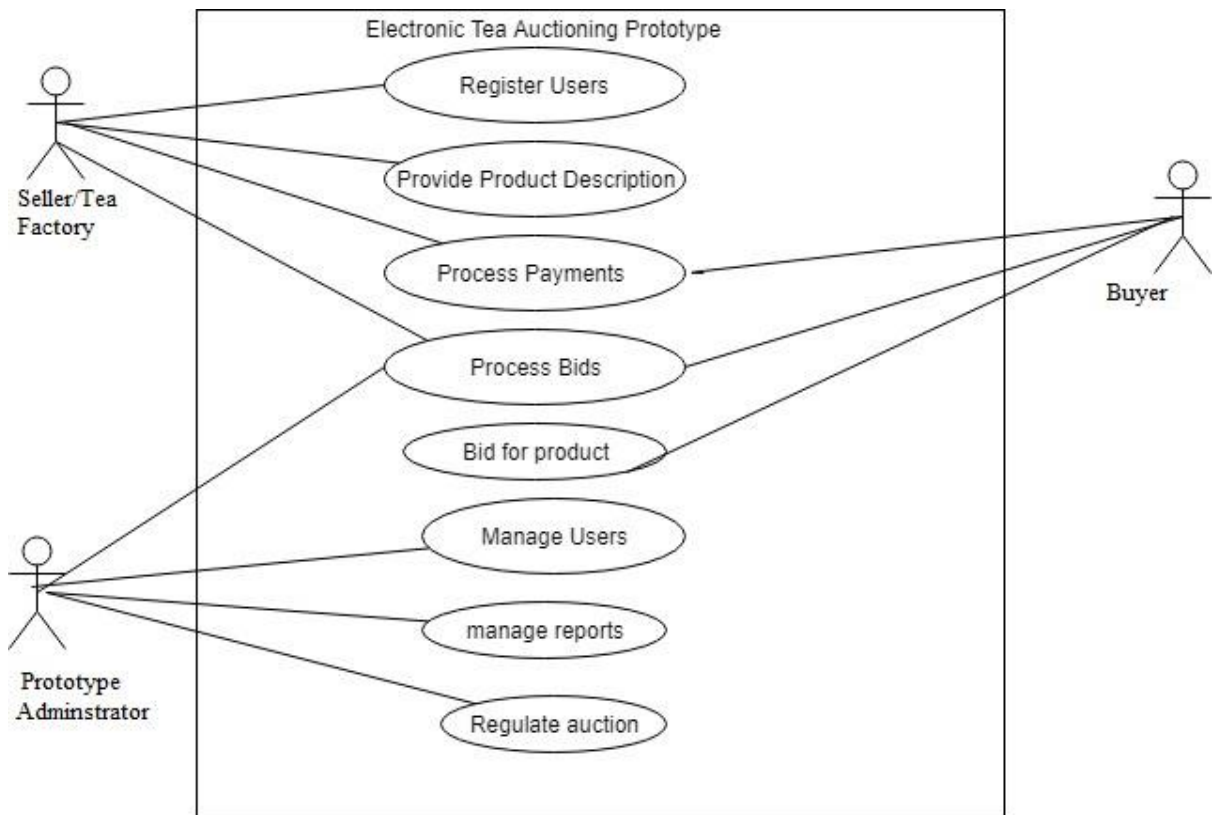 Electronic Tea Auctioning Prototype
Register Users
Provide Product Description
Seller/Tea
Factory
Process Payments
Buyer
Process Bids
Bid for product
Manage Users
manage reports
Prototype
Adminstrator
Regulate auction